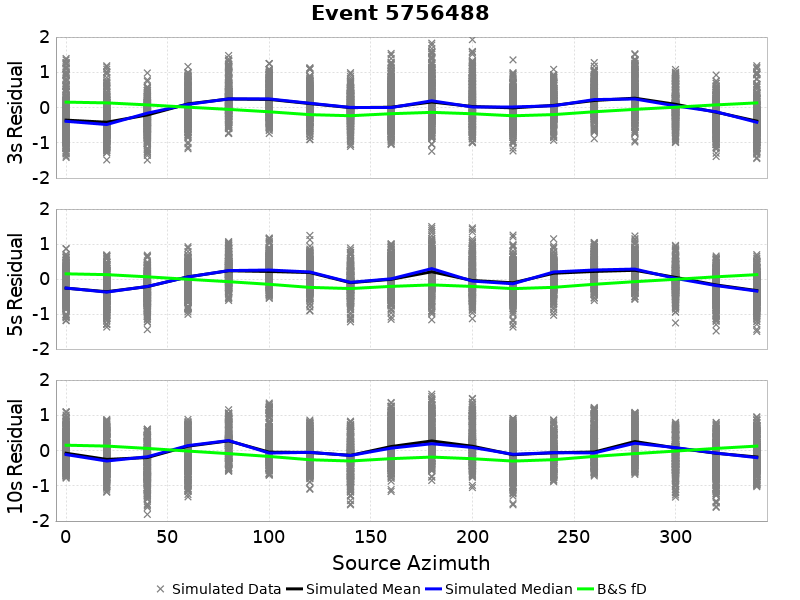 Event 5756488
3s Residual
2
1
0
-1
-2
5s Residual
2
1
0
-1
-2
10s Residual
2
1
0
-1
-2
0 50 100 150 200 250 300
Source Azimuth
Simulated Data Simulated Mean Simulated Median B&S fD